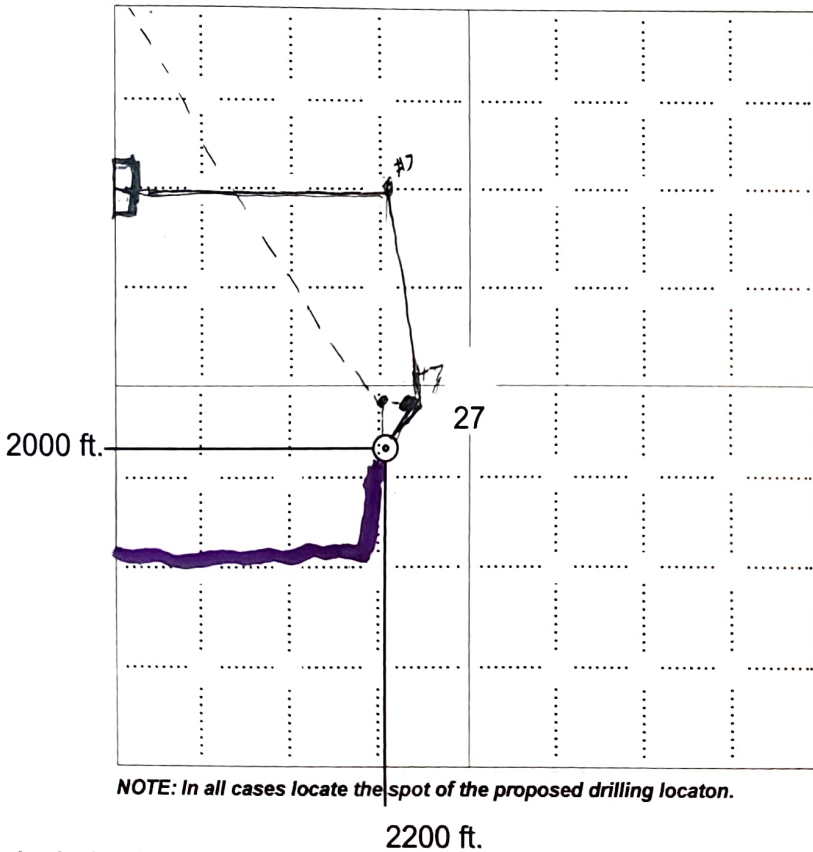 #7
27
2000 ft.
NOTE: In all cases locate the spot of the proposed drilling locaton.
2200 ft.